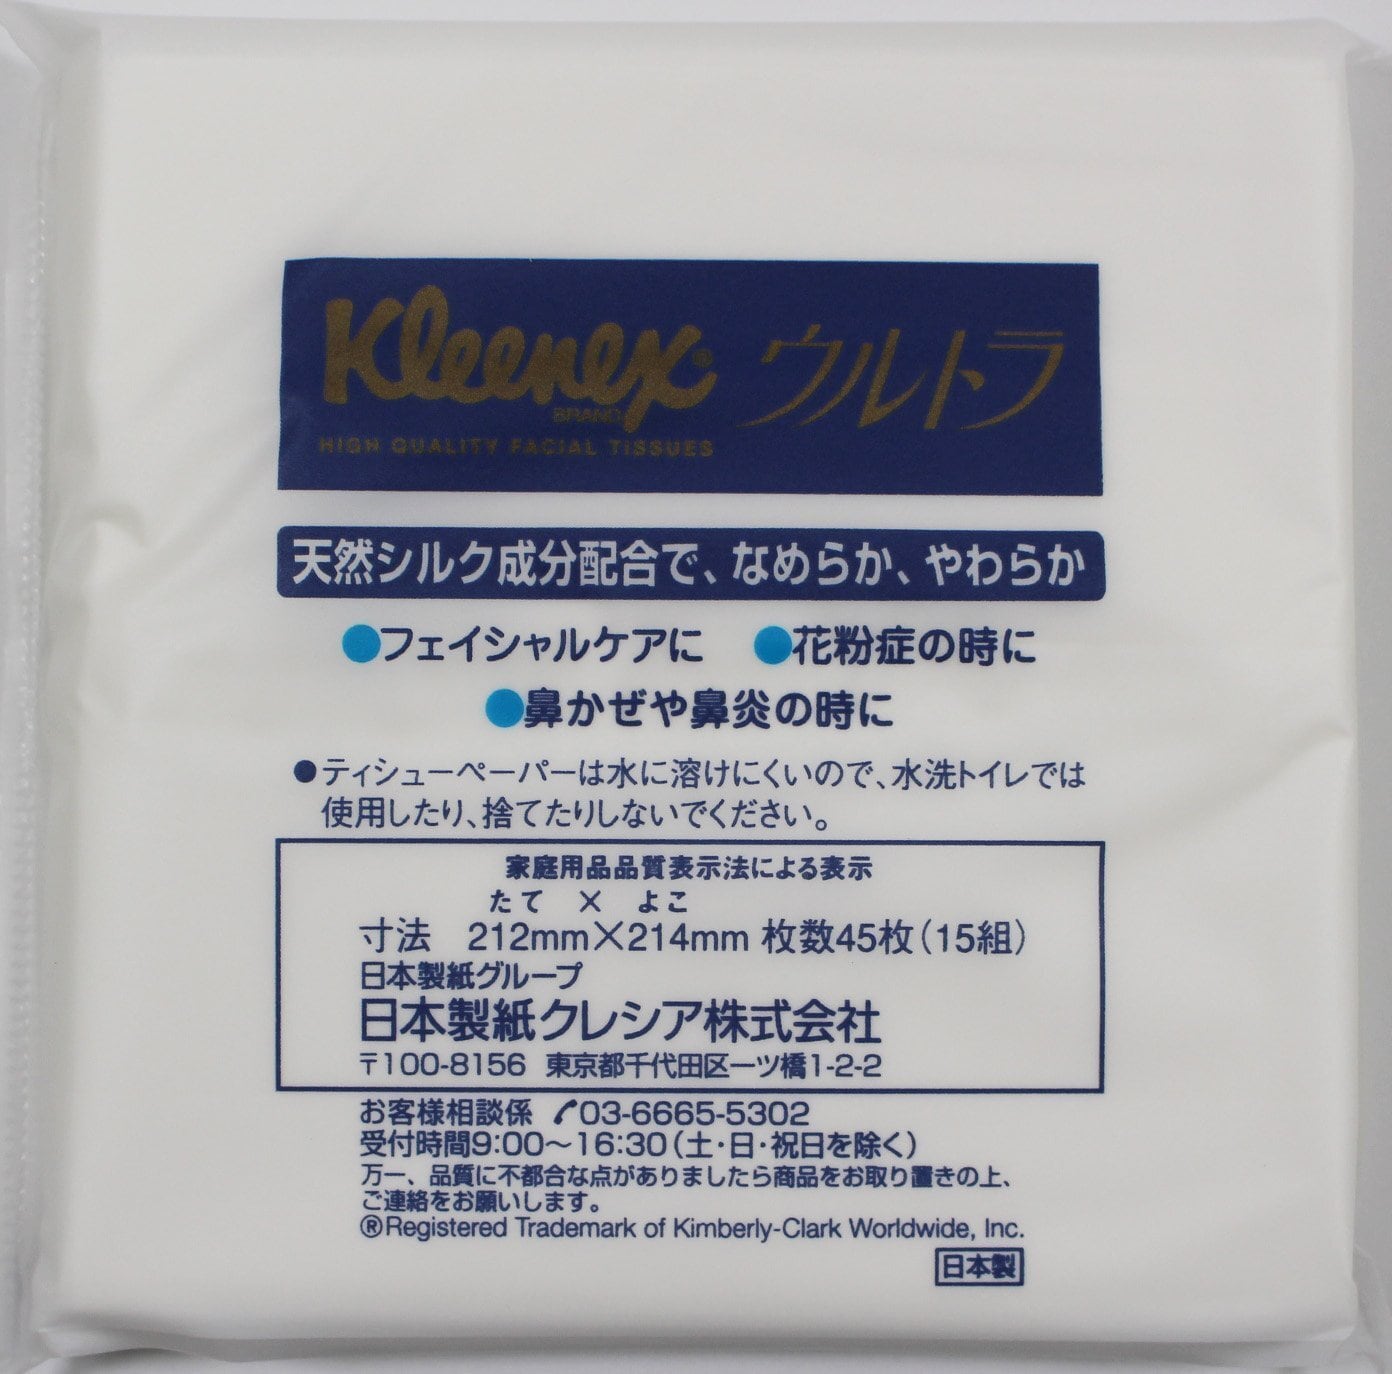 Kleenex® ウルトラ
BRAND
HIGH QUALITY FACIAL TISSUES
天然シルク成分配合で、なめらか、やわらか
●フェイシャルケアに ●花粉症の時に
●鼻かぜや鼻炎の時に
●ティシューペーパーは水に溶けにくいので、水洗トイレでは
使用したり、捨てたりしないでください。
家庭用品品質表示法による表示
たて × よこ
寸法 212mm×214mm 枚数45枚（15組）
日本製紙グループ
日本製紙クレシア株式会社
〒100-8156 東京都千代田区一ツ橋1-2-2
お客様相談係 03-6665-5302
受付時間9:00〜16:30（土・日・祝日を除く）
万一、品質に不都合な点がありましたら商品をお取り置きの上、
ご連絡をお願いします。
®Registered Trademark of Kimberly-Clark Worldwide, Inc.
日本製